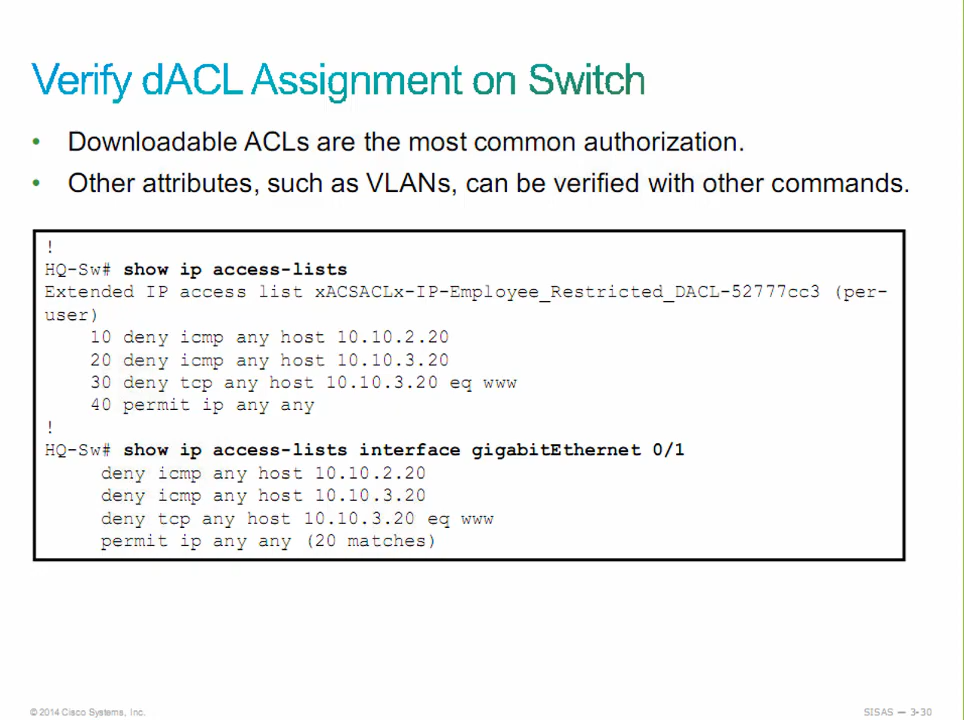 Verify dACL Assignment on Switch
• Downloadable ACLs are the most common authorization.
• Other attributes, such as VLANs, can be verified with other commands.
!
HQ-Sw# show ip access-lists
Extended IP access list xACSACLx-IP-Employee_Restricted_DACL-52777cc3 (per-
user)
10 deny icmp any host 10.10.2.20
20 deny icmp any host 10.10.3.20
30 deny tcp any host 10.10.3.20 eq www
40 permit ip any any
!
HQ-Sw# show ip access-lists interface gigabitEthernet 0/1
deny icmp any host 10.10.2.20
deny icmp any host 10.10.3.20
deny tcp any host 10.10.3.20 eq www
permit ip any any (20 matches)
© 2014 Cisco Systems, Inc.
SISAS — 3-30